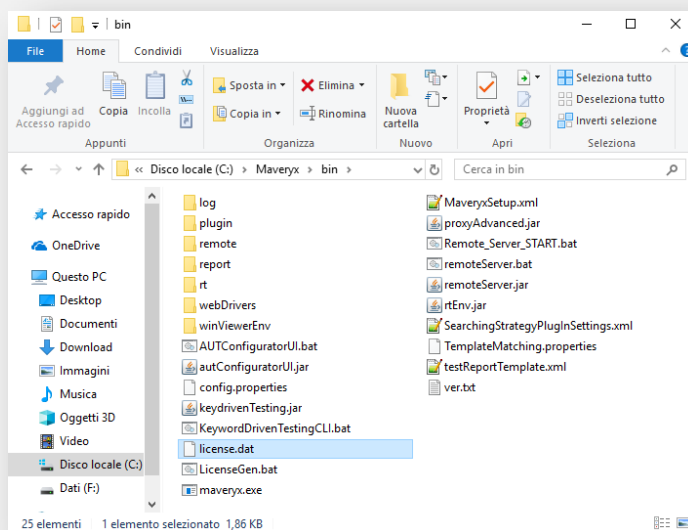 bin
File Home Condividi Visualizza
Aggiungi ad Accesso rapido
Copia
Incolla
Sposta in
Copia in
Elimina
Rinomina
Nuova cartella
Proprietà
Seleziona tutto
Deseleziona tutto
Inverti selezione
Appunti Organizza Nuovo Apri Seleziona
« Disco locale (C:) > Maveryx > bin >
Cerca in bin
Accesso rapido
OneDrive
Questo PC
Desktop
Documenti
Download
Immagini
Musica
Oggetti 3D
Video
Disco locale (C:)
Dati (F:)
log
plugin
remote
report
rt
webDrivers
winViewerEnv
AUTConfiguratorUI.bat
autConfiguratorUI.jar
config.properties
keydrivenTesting.jar
KeywordDrivenTestingCLI.bat
license.dat
LicenseGen.bat
maveryx.exe
MaveryxSetup.xml
proxyAdvanced.jar
Remote_Server_START.bat
remoteServer.bat
remoteServer.jar
rtEnv.jar
SearchingStrategyPlugInSettings.xml
TemplateMatching.properties
testReportTemplate.xml
ver.txt
25 elementi 1 elemento selezionato 1,86 KB